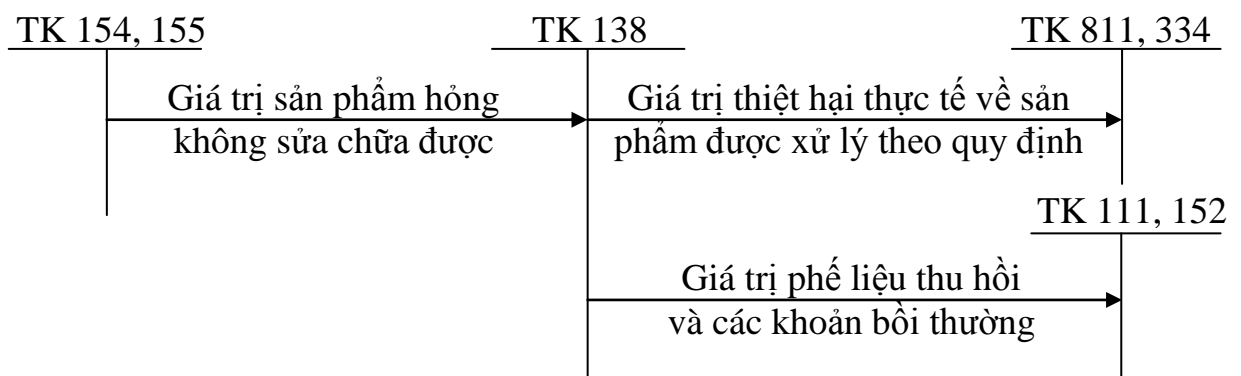 TK 154, 155
TK 138
TK 811, 334
Giá trị sản phẩm hỏng
không sửa chữa được
Giá trị thiệt hại thực tế về sản
phẩm được xử lý theo quy định
TK 111, 152
Giá trị phế liệu thu hồi
và các khoản bồi thường